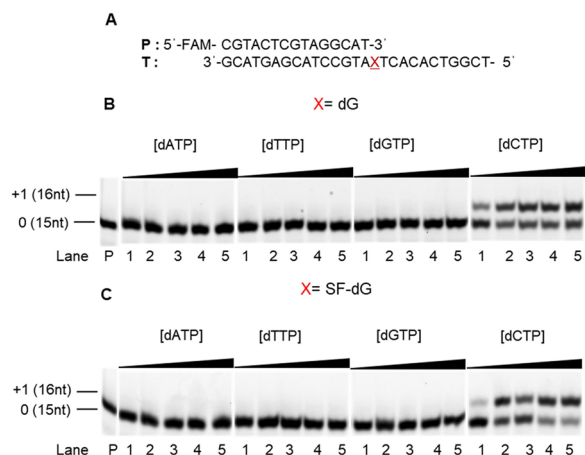 A
P : 5'-FAM- CGTACTCGTAGGCAT-3'
T : 3'-GCATGAGCATCCGTAXTCACACTGGCT- 5'
B
X= dG
[dATP] [dTTP] [dGTP] [dCTP]
+1 (16nt)
0 (15nt)
Lane P 1 2 3 4 5 1 2 3 4 5 1 2 3 4 5 1 2 3 4 5
C
X= SF-dG
[dATP] [dTTP] [dGTP] [dCTP]
+1 (16nt)
0 (15nt)
Lane P 1 2 3 4 5 1 2 3 4 5 1 2 3 4 5 1 2 3 4 5